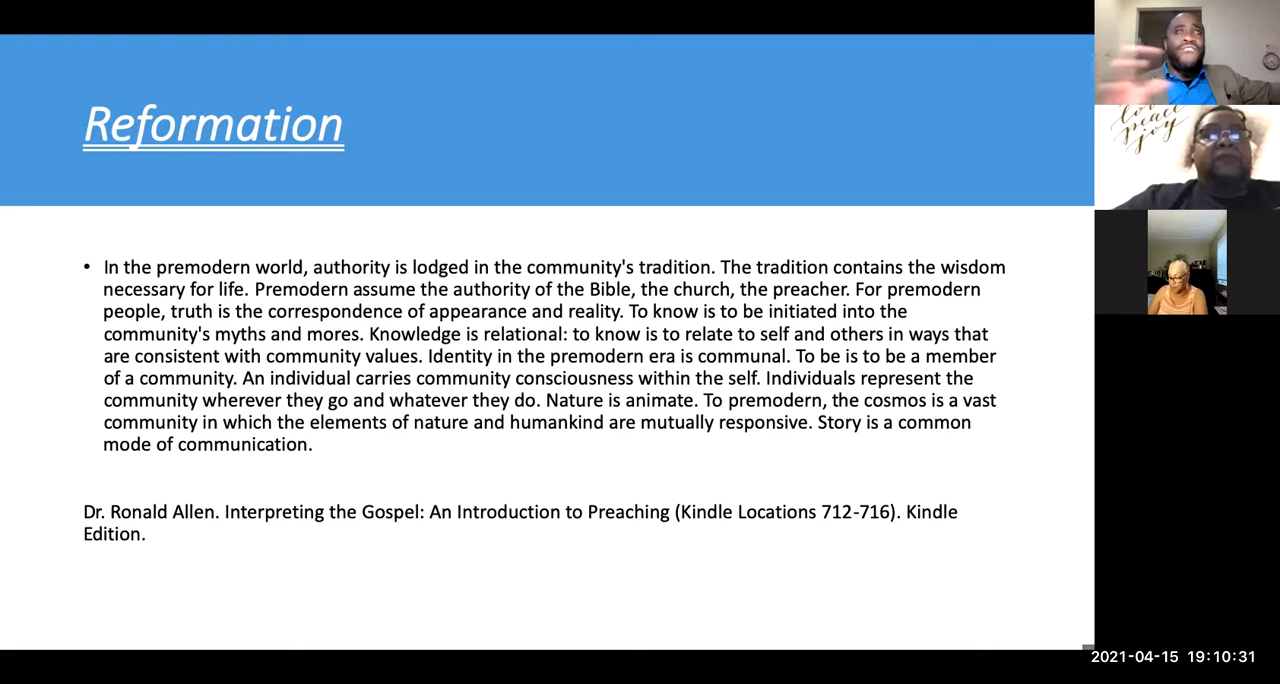 Reformation
• In the premodern world, authority is lodged in the community's tradition. The tradition contains the wisdom
necessary for life. Premodern assume the authority of the Bible, the church, the preacher. For premodern
people, truth is the correspondence of appearance and reality. To know is to be initiated into the
community's myths and mores. Knowledge is relational: to know is to relate to self and others in ways that
are consistent with community values. Identity in the premodern era is communal. To be is to be a member
of a community. An individual carries community consciousness within the self. Individuals represent the
community wherever they go and whatever they do. Nature is animate. To premodern, the cosmos is a vast
community in which the elements of nature and humankind are mutually responsive. Story is a common
mode of communication.
Dr. Ronald Allen. Interpreting the Gospel: An Introduction to Preaching (Kindle Locations 712-716). Kindle
Edition.
love
peace
joy
2021-04-15 19:10:31